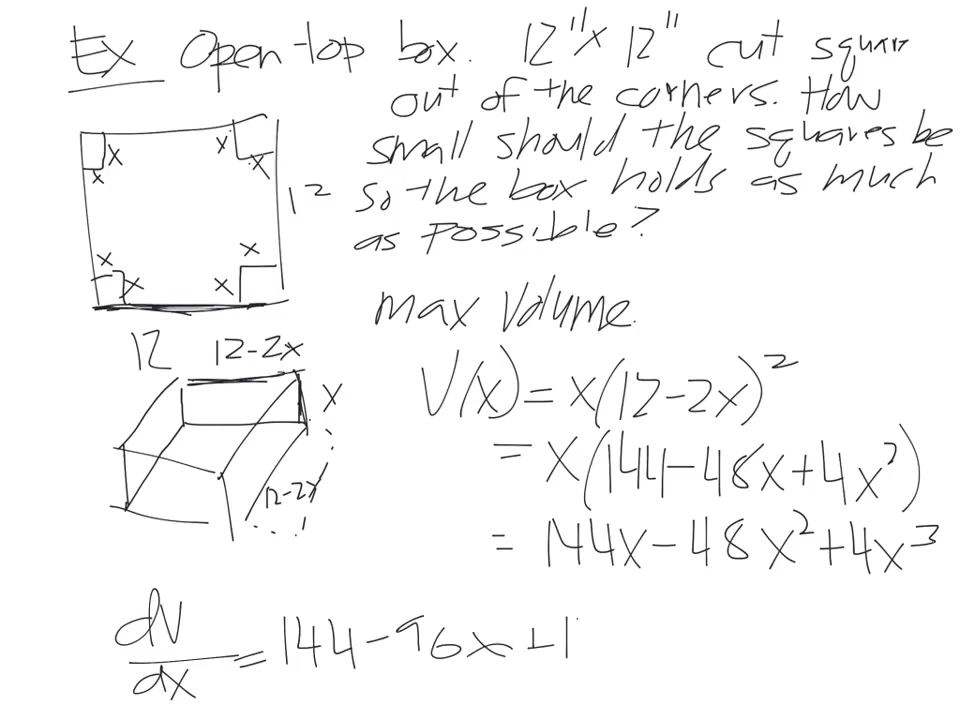 Ex Open-top box. 12"x 12" cut square
out of the corners. How
small should the squares be
so the box holds as much
as possible?
x x x x
12
x x x x
12
max volume.
12-2x
x
12-2x
V(x) = x(12-2x)²
= x(144-48x+4x²)
= 144x-48x²+4x³
dV/dx = 144-96x+1